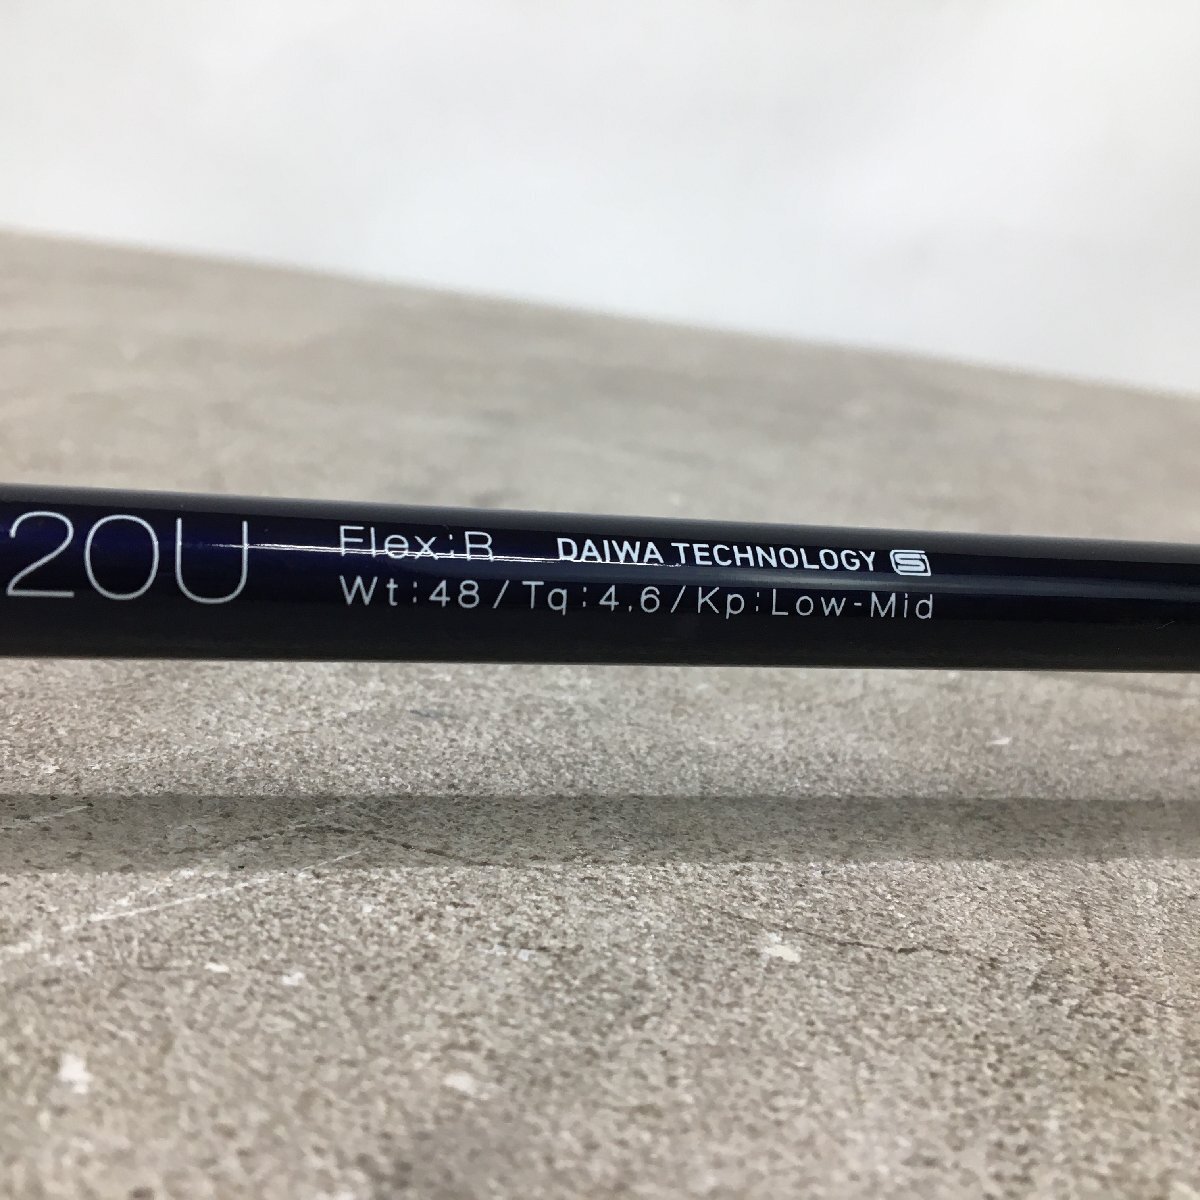 20U
Flex:R DAIWA TECHNOLOGY S
Wt:48/Tq:4.6/Kp:Low-Mid